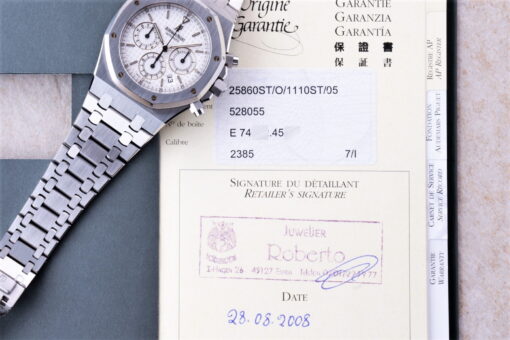 Origine
Garantie
GARANTIE
GARANZIA
GARANTÍA
保證書
保証書
25860ST/O/1110ST/05
528055
N° de boîte
E 74 .45
Calibre
2385 7/I
SIGNATURE DU DÉTAILLANT
RETAILER'S SIGNATURE
Juwelier
Roberto
DATE
28.08.2008
REGISTRE AP
AP REGISTER
FONDATION
AUDEMARS PIGUET
CARNET DE SERVICE
SERVICE RECORD
GARANTIE
WARRANTY